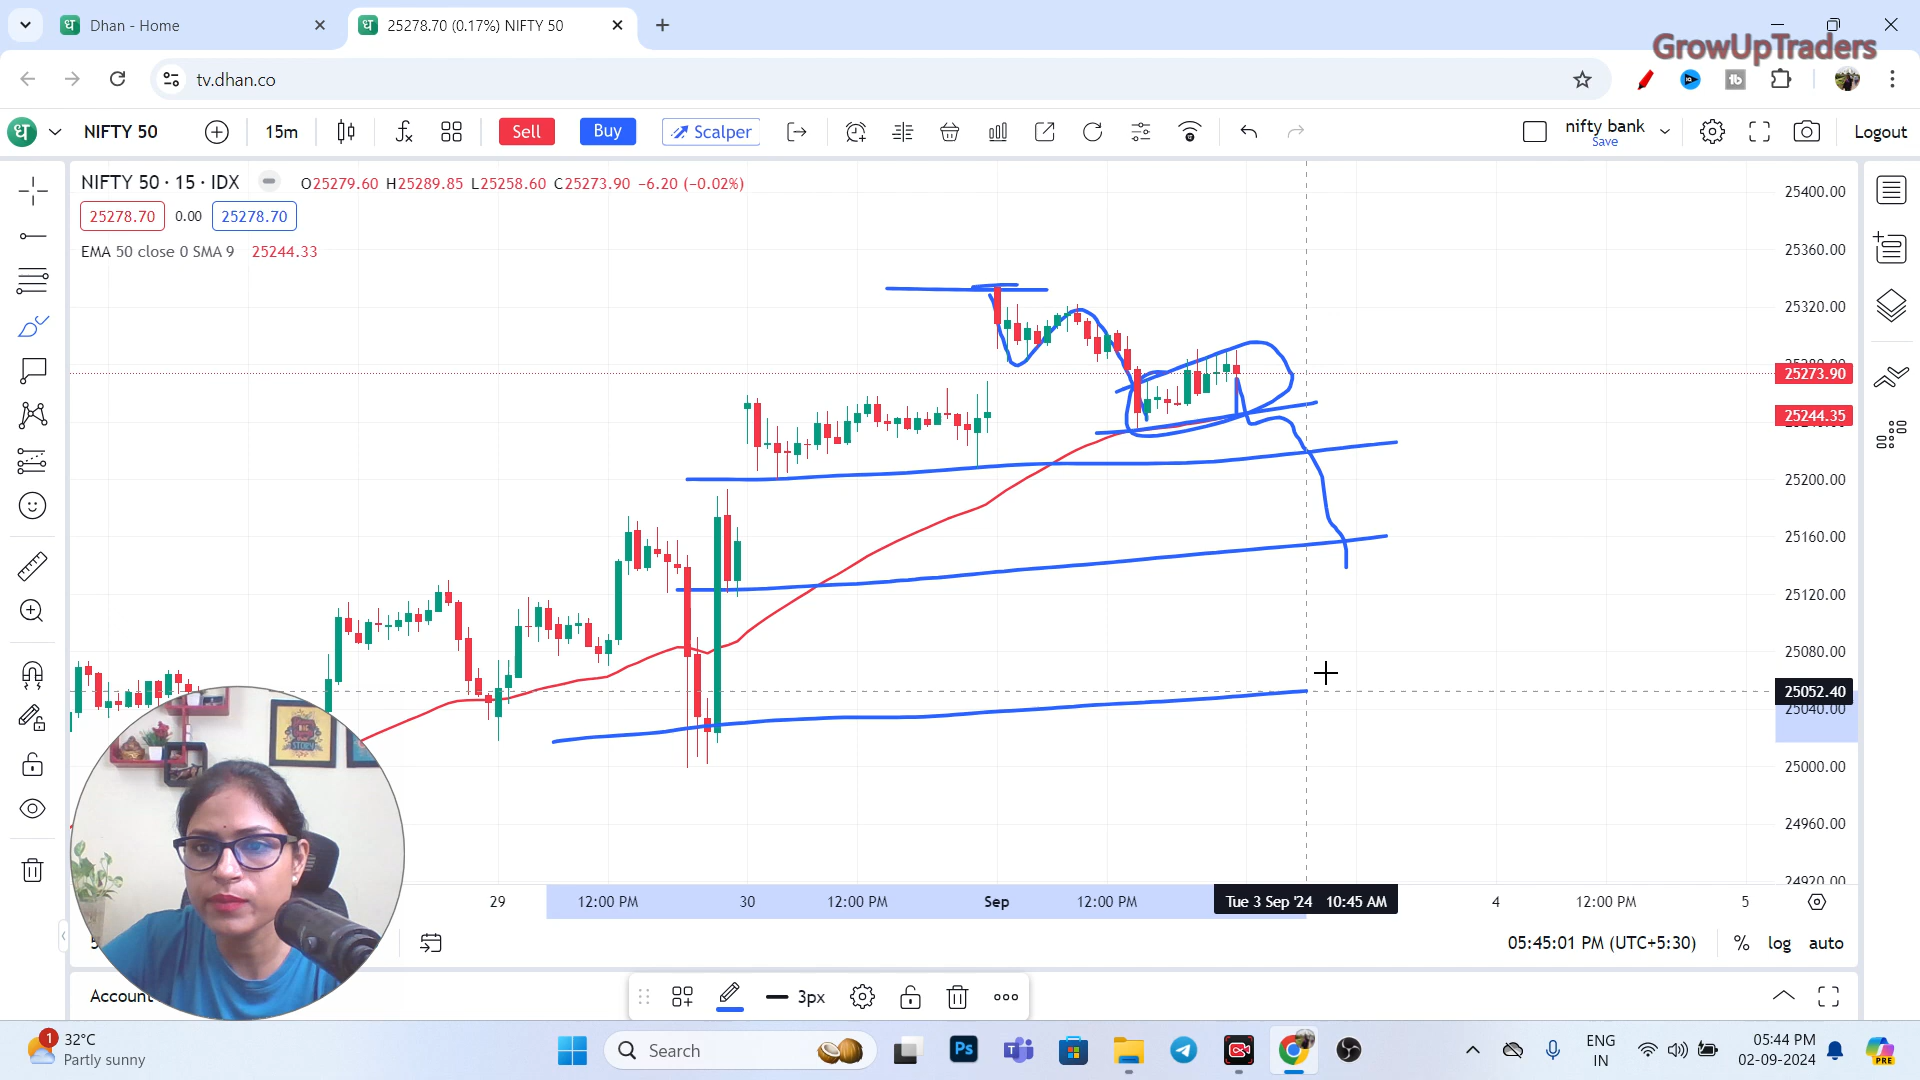 Dhan - Home
25278.70 (0.17%) NIFTY 50
GrowUpTraders
tv.dhan.co
ध NIFTY 50 15m Sell Buy Scalper nifty bank Save Logout
NIFTY 50 · 15 · IDX O25279.60 H25289.85 L25258.60 C25273.90 −6.20 (−0.02%)
25278.70 0.00 25278.70
EMA 50 close 0 SMA 9 25244.33
25400.00
25360.00
25320.00
25280.00
25273.90
25244.35
25200.00
25160.00
25120.00
25080.00
25052.40
25040.00
25000.00
24960.00
24920.00
29 12:00 PM 30 12:00 PM Sep 12:00 PM Tue 3 Sep '24 10:45 AM 4 12:00 PM 5
05:45:01 PM (UTC+5:30) % log auto
Account 3px
1 32°C
Partly sunny
Search
Ps
ENG
IN
05:44 PM
02-09-2024
PRE